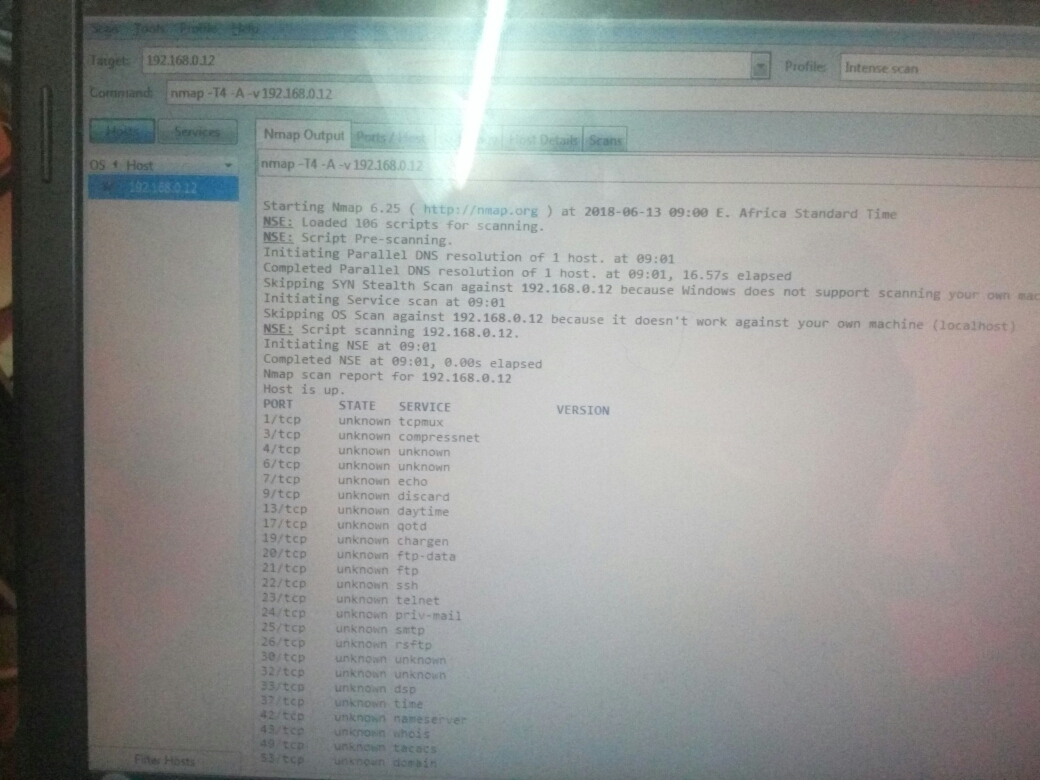 Scan Tools Profile Help
Target: 192.168.0.12 Profile: Intense scan
Command: nmap -T4 -A -v 192.168.0.12
Hosts Services Nmap Output Ports / Host Details Scans
OS Host nmap -T4 -A -v 192.168.0.12
192.168.0.12
Starting Nmap 6.25 ( http://nmap.org ) at 2018-06-13 09:00 E. Africa Standard Time
NSE: Loaded 106 scripts for scanning.
NSE: Script Pre-scanning.
Initiating Parallel DNS resolution of 1 host. at 09:01
Completed Parallel DNS resolution of 1 host. at 09:01, 16.57s elapsed
Skipping SYN Stealth Scan against 192.168.0.12 because Windows does not support scanning your own mac
Initiating Service scan at 09:01
Skipping OS Scan against 192.168.0.12 because it doesn't work against your own machine (localhost)
NSE: Script scanning 192.168.0.12.
Initiating NSE at 09:01
Completed NSE at 09:01, 0.00s elapsed
Nmap scan report for 192.168.0.12
Host is up.
PORT STATE SERVICE VERSION
1/tcp unknown tcpmux
3/tcp unknown compressnet
4/tcp unknown unknown
6/tcp unknown unknown
7/tcp unknown echo
9/tcp unknown discard
13/tcp unknown daytime
17/tcp unknown qotd
19/tcp unknown chargen
20/tcp unknown ftp-data
21/tcp unknown ftp
22/tcp unknown ssh
23/tcp unknown telnet
24/tcp unknown priv-mail
25/tcp unknown smtp
26/tcp unknown rsftp
30/tcp unknown unknown
32/tcp unknown unknown
33/tcp unknown dsp
37/tcp unknown time
42/tcp unknown nameserver
43/tcp unknown whois
49/tcp unknown tacacs
53/tcp unknown domain
Filter Hosts